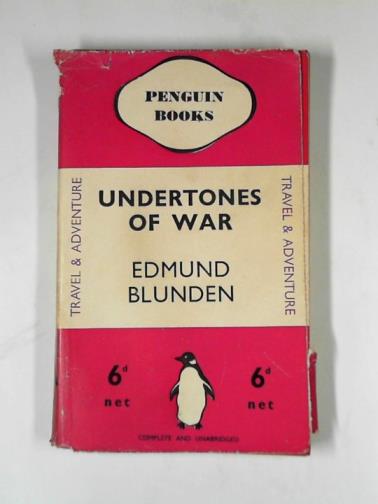 PENGUIN
BOOKS
TRAVEL & ADVENTURE
UNDERTONES
OF WAR
EDMUND
BLUNDEN
TRAVEL & ADVENTURE
6d
net
6d
net
COMPLETE AND UNABRIDGED